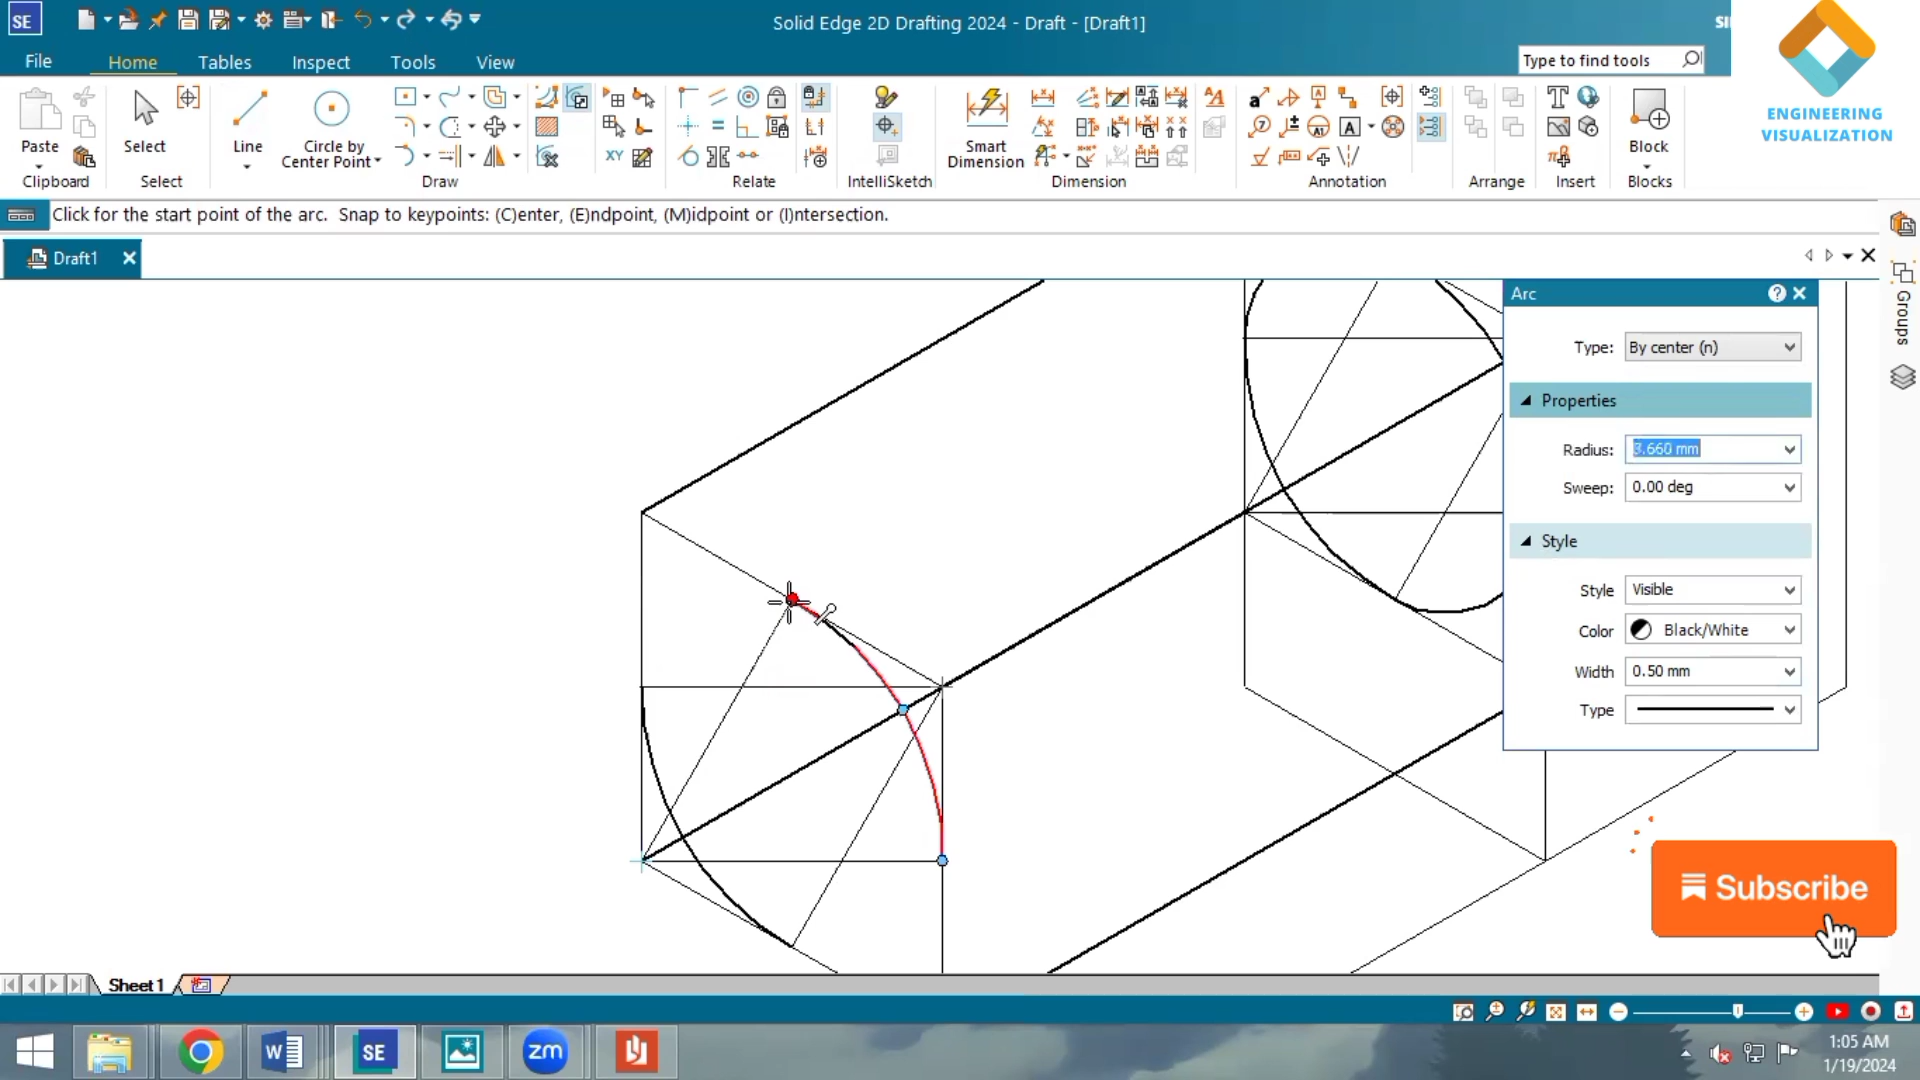 SE
Solid Edge 2D Drafting 2024 - Draft - [Draft1]
File
Home
Tables
Inspect
Tools
View
Type to find tools
ENGINEERING
VISUALIZATION
Paste
Select
Line
Circle by
Center Point
XY
Smart
Dimension
Block
Clipboard
Select
Draw
Relate
IntelliSketch
Dimension
Annotation
Arrange
Insert
Blocks
Click for the start point of the arc. Snap to keypoints: (C)enter, (E)ndpoint, (M)idpoint or (I)ntersection.
Draft1
Groups
Arc
Type: By center (n)
Properties
Radius: 3.660 mm
Sweep: 0.00 deg
Style
Style Visible
Color Black/White
Width 0.50 mm
Type
Subscribe
Sheet1
W
SE
zm
1:05 AM
1/19/2024